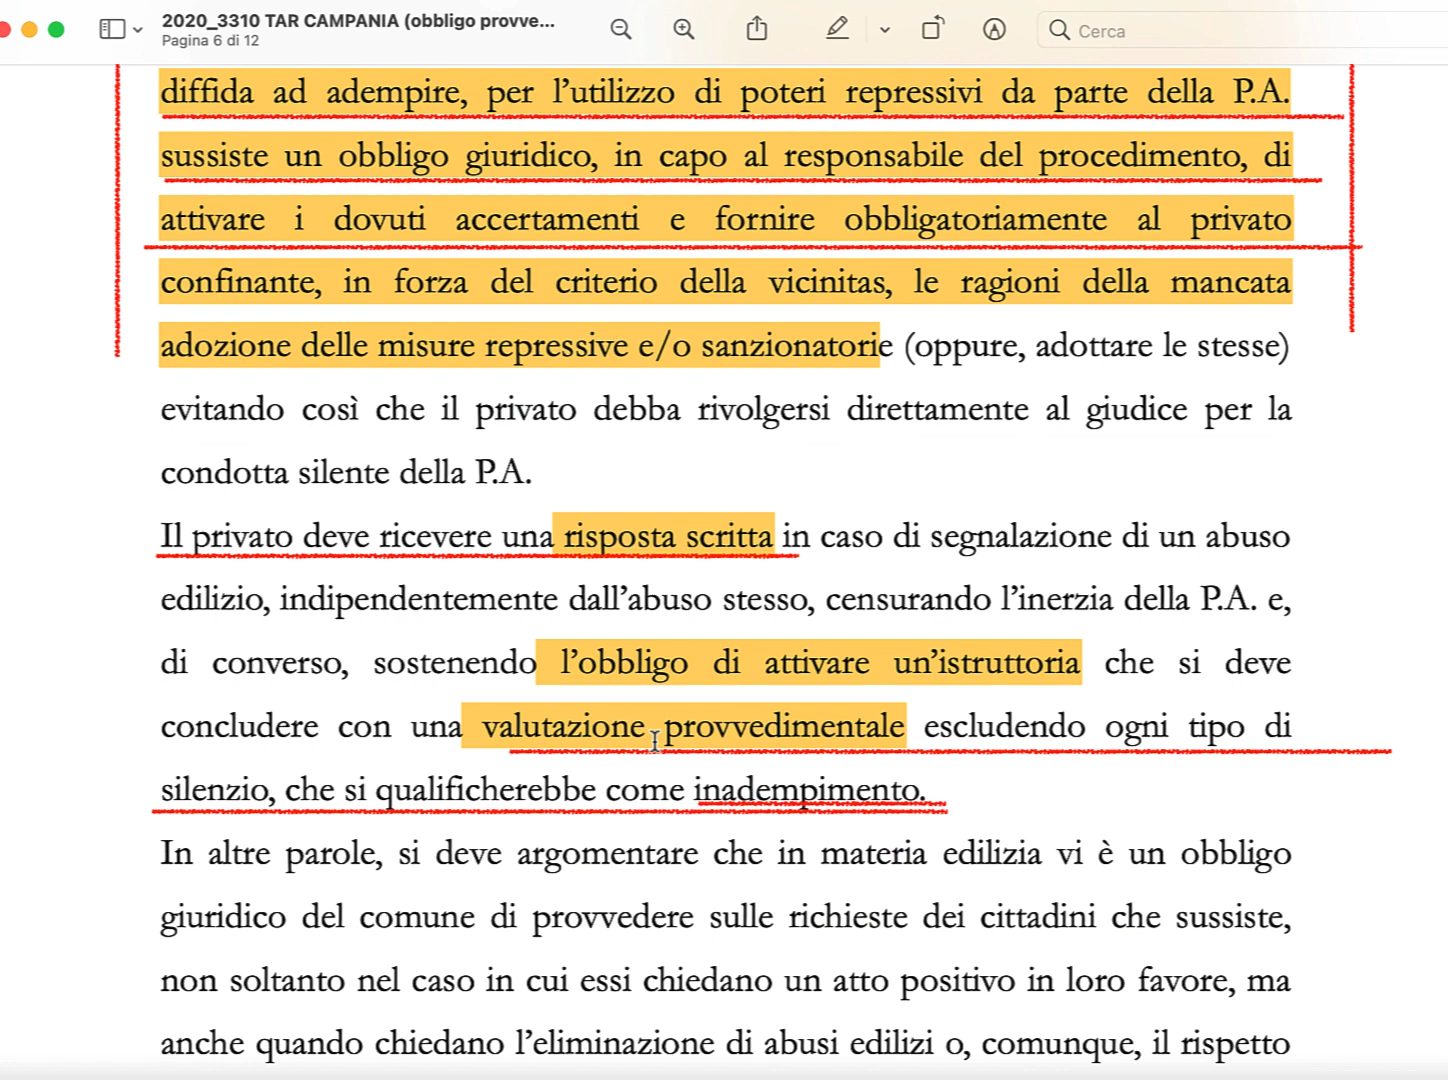 2020_3310 TAR CAMPANIA (obbligo provve...
Pagina 6 di 12
Cerca
diffida ad adempire, per l’utilizzo di poteri repressivi da parte della P.A.
sussiste un obbligo giuridico, in capo al responsabile del procedimento, di
attivare i dovuti accertamenti e fornire obbligatoriamente al privato
confinante, in forza del criterio della vicinitas, le ragioni della mancata
adozione delle misure repressive e/o sanzionatorie (oppure, adottare le stesse)
evitando così che il privato debba rivolgersi direttamente al giudice per la
condotta silente della P.A.
Il privato deve ricevere una risposta scritta in caso di segnalazione di un abuso
edilizio, indipendentemente dall’abuso stesso, censurando l’inerzia della P.A. e,
di converso, sostenendo l’obbligo di attivare un’istruttoria che si deve
concludere con una valutazione provvedimentale escludendo ogni tipo di
silenzio, che si qualificherebbe come inadempimento.
In altre parole, si deve argomentare che in materia edilizia vi è un obbligo
giuridico del comune di provvedere sulle richieste dei cittadini che sussiste,
non soltanto nel caso in cui essi chiedano un atto positivo in loro favore, ma
anche quando chiedano l’eliminazione di abusi edilizi o, comunque, il rispetto